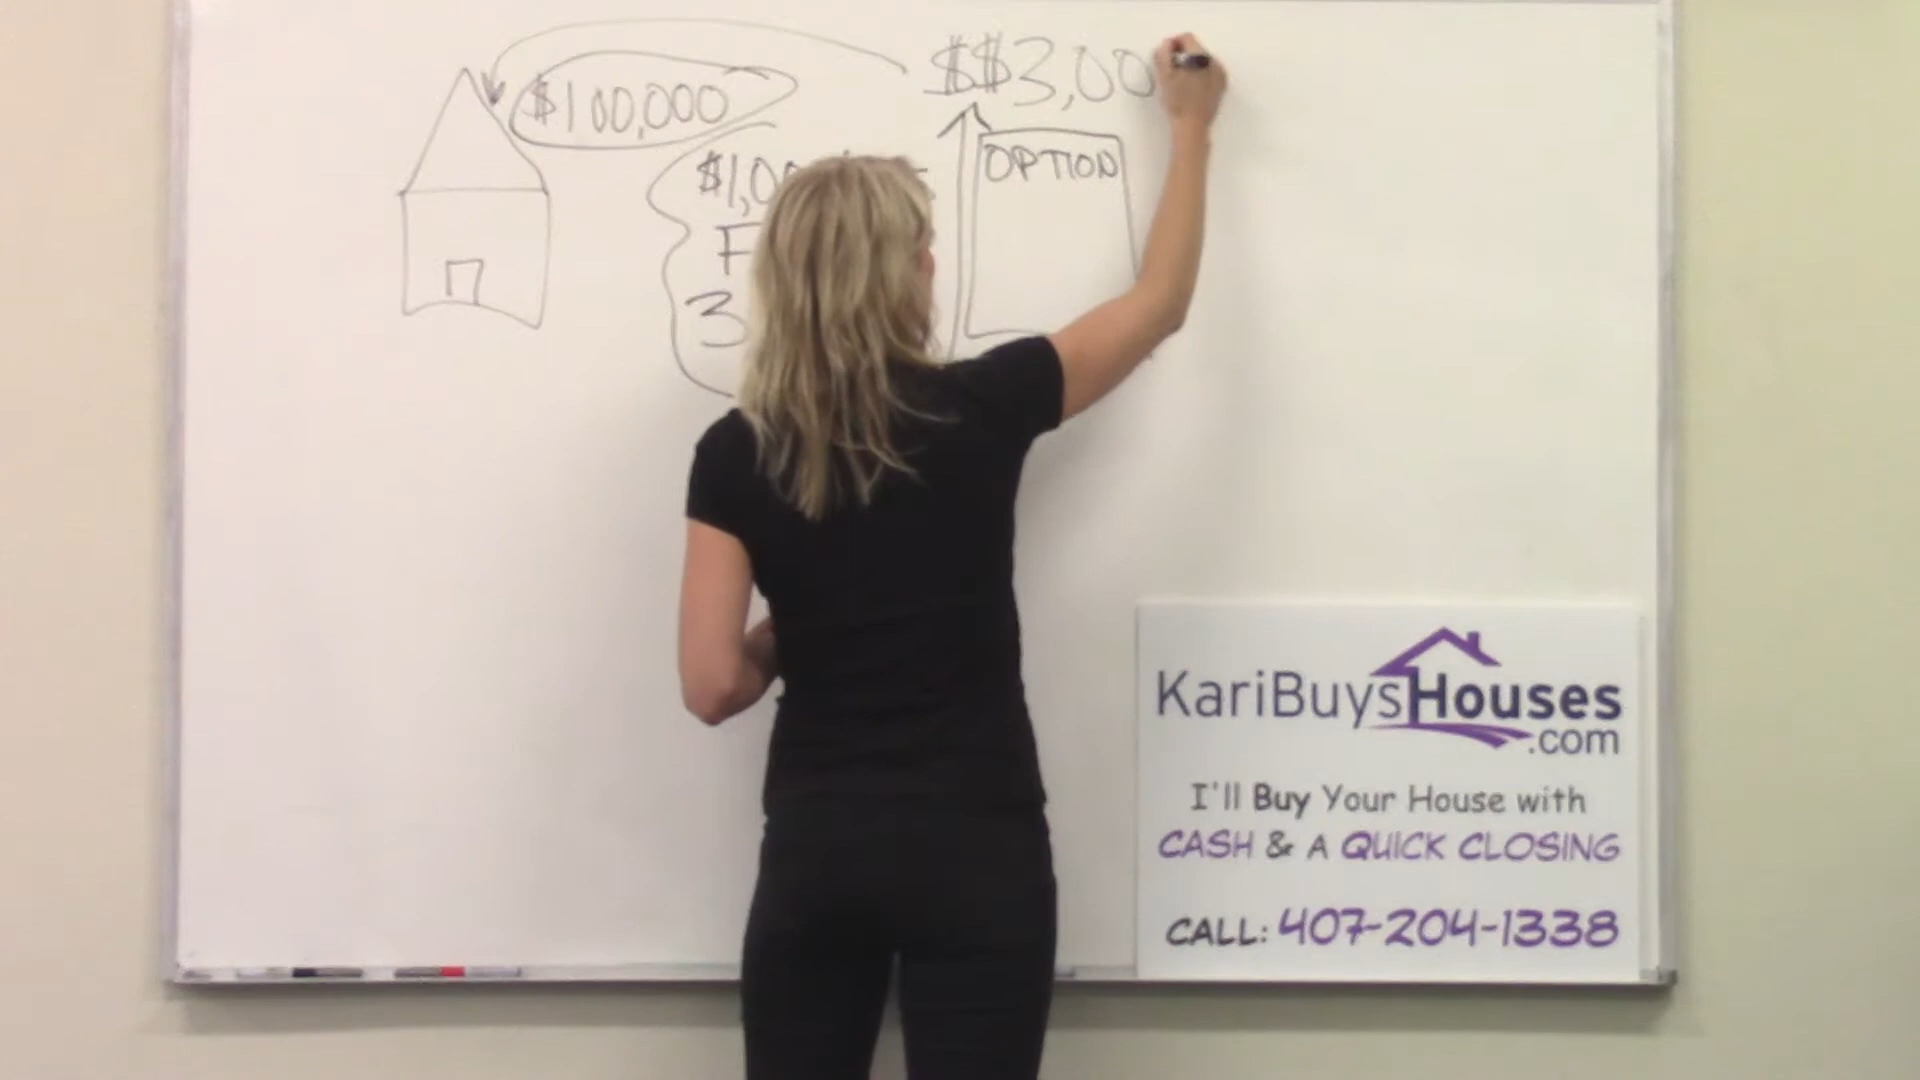 $100,000
$$3,00
$1,00
OPTION
F
3
KariBuysHouses
.com
I'll Buy Your House with
CASH & A QUICK CLOSING
CALL: 407-204-1338